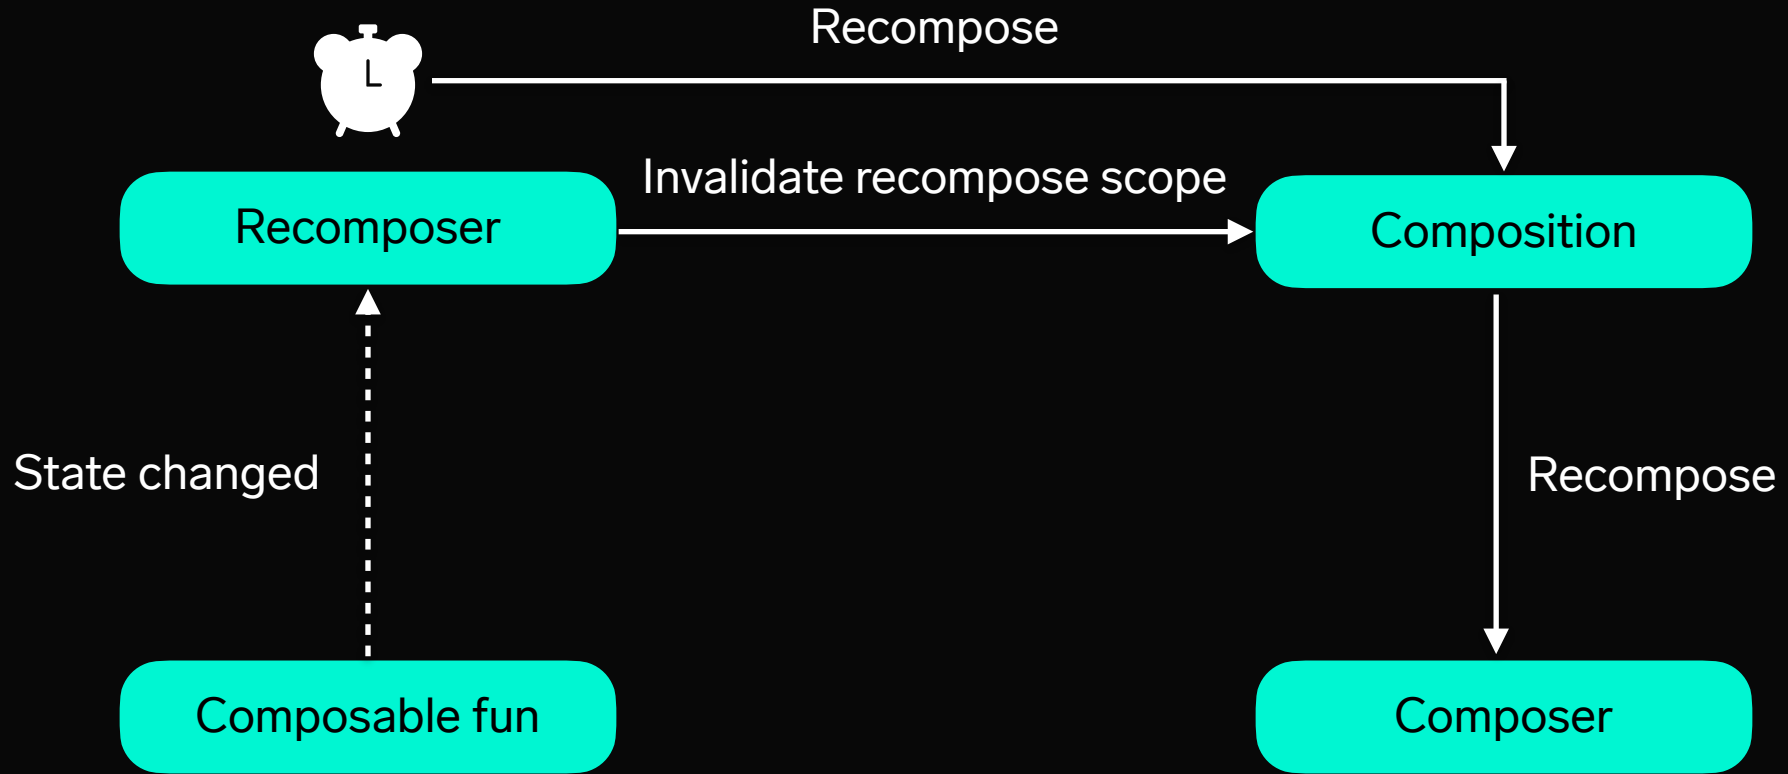 Recompose
Invalidate recompose scope
Recomposer
Composition
State changed
Recompose
Composable fun
Composer